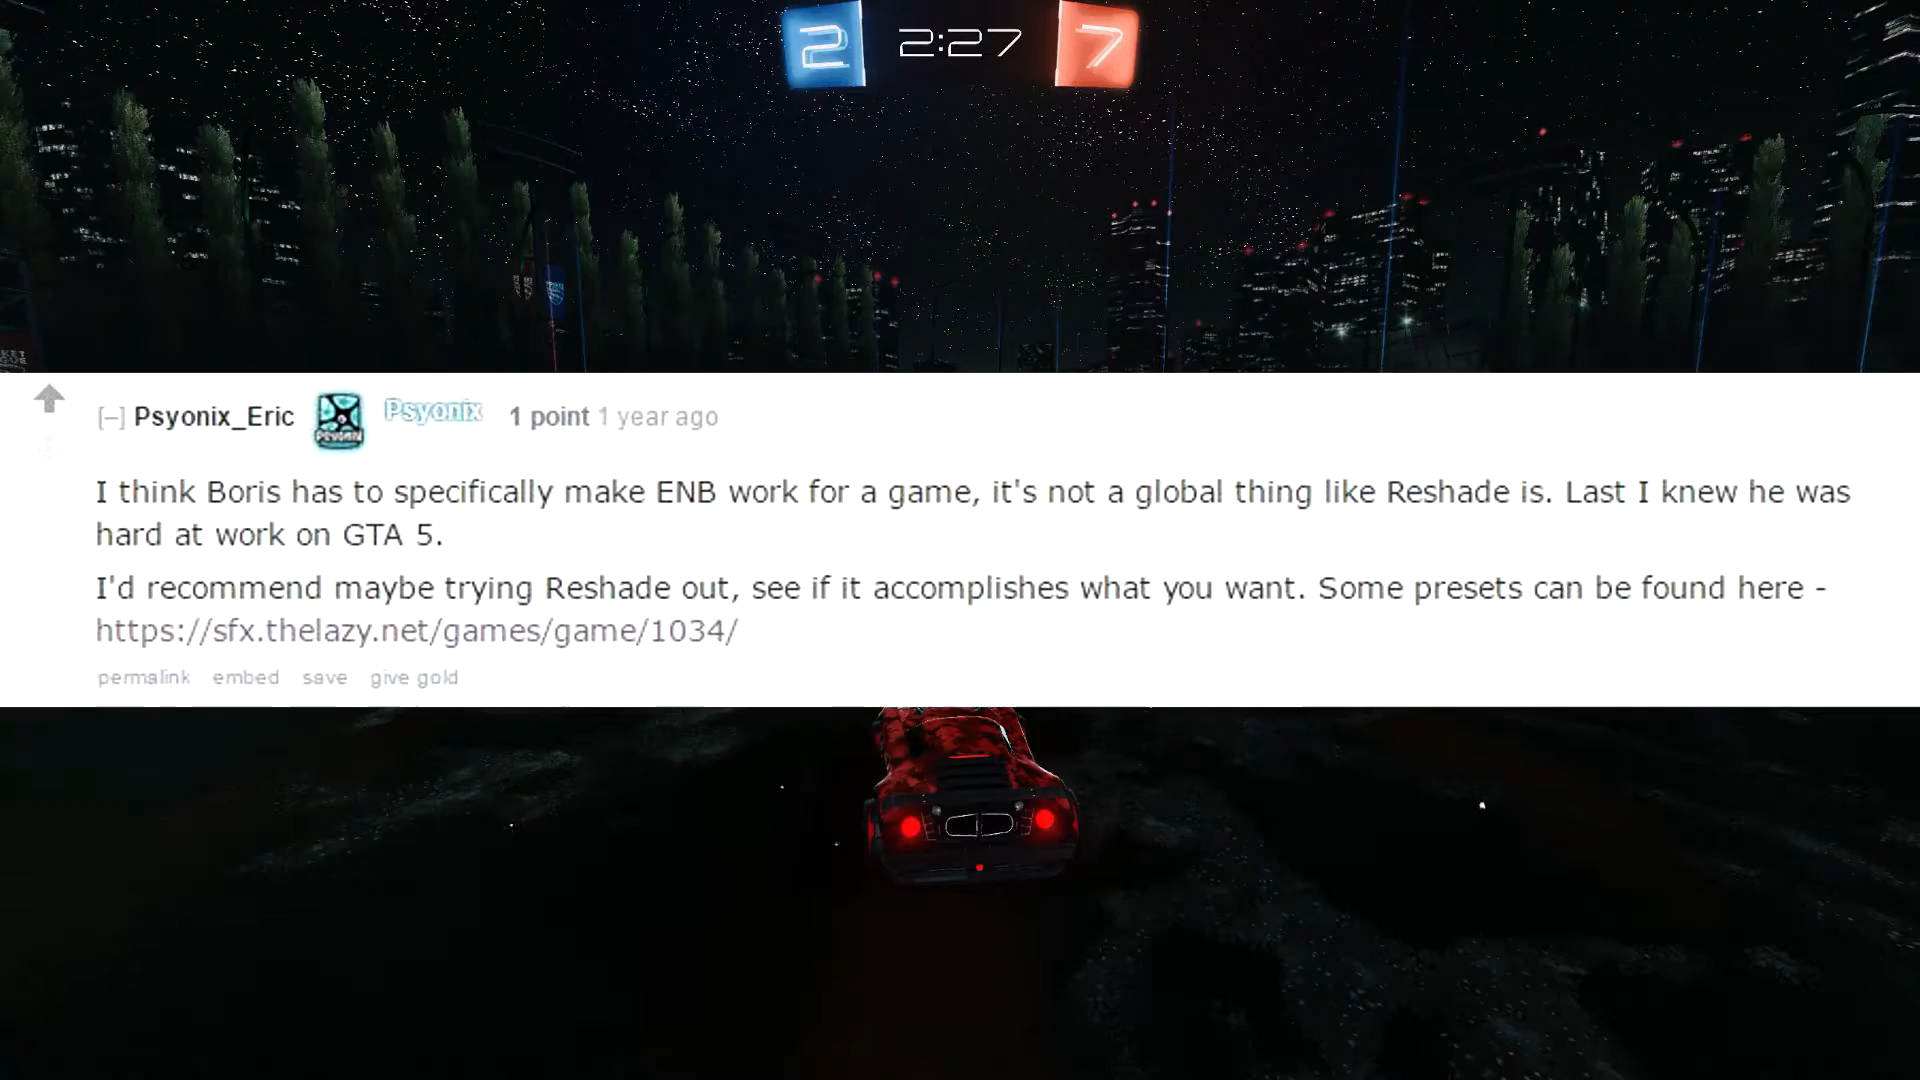 2 2:27 7
KET
GUE
[–] Psyonix_Eric Psyonix Psyonix 1 point 1 year ago
I think Boris has to specifically make ENB work for a game, it's not a global thing like Reshade is. Last I knew he was
hard at work on GTA 5.
I'd recommend maybe trying Reshade out, see if it accomplishes what you want. Some presets can be found here -
https://sfx.thelazy.net/games/game/1034/
permalink embed save give gold